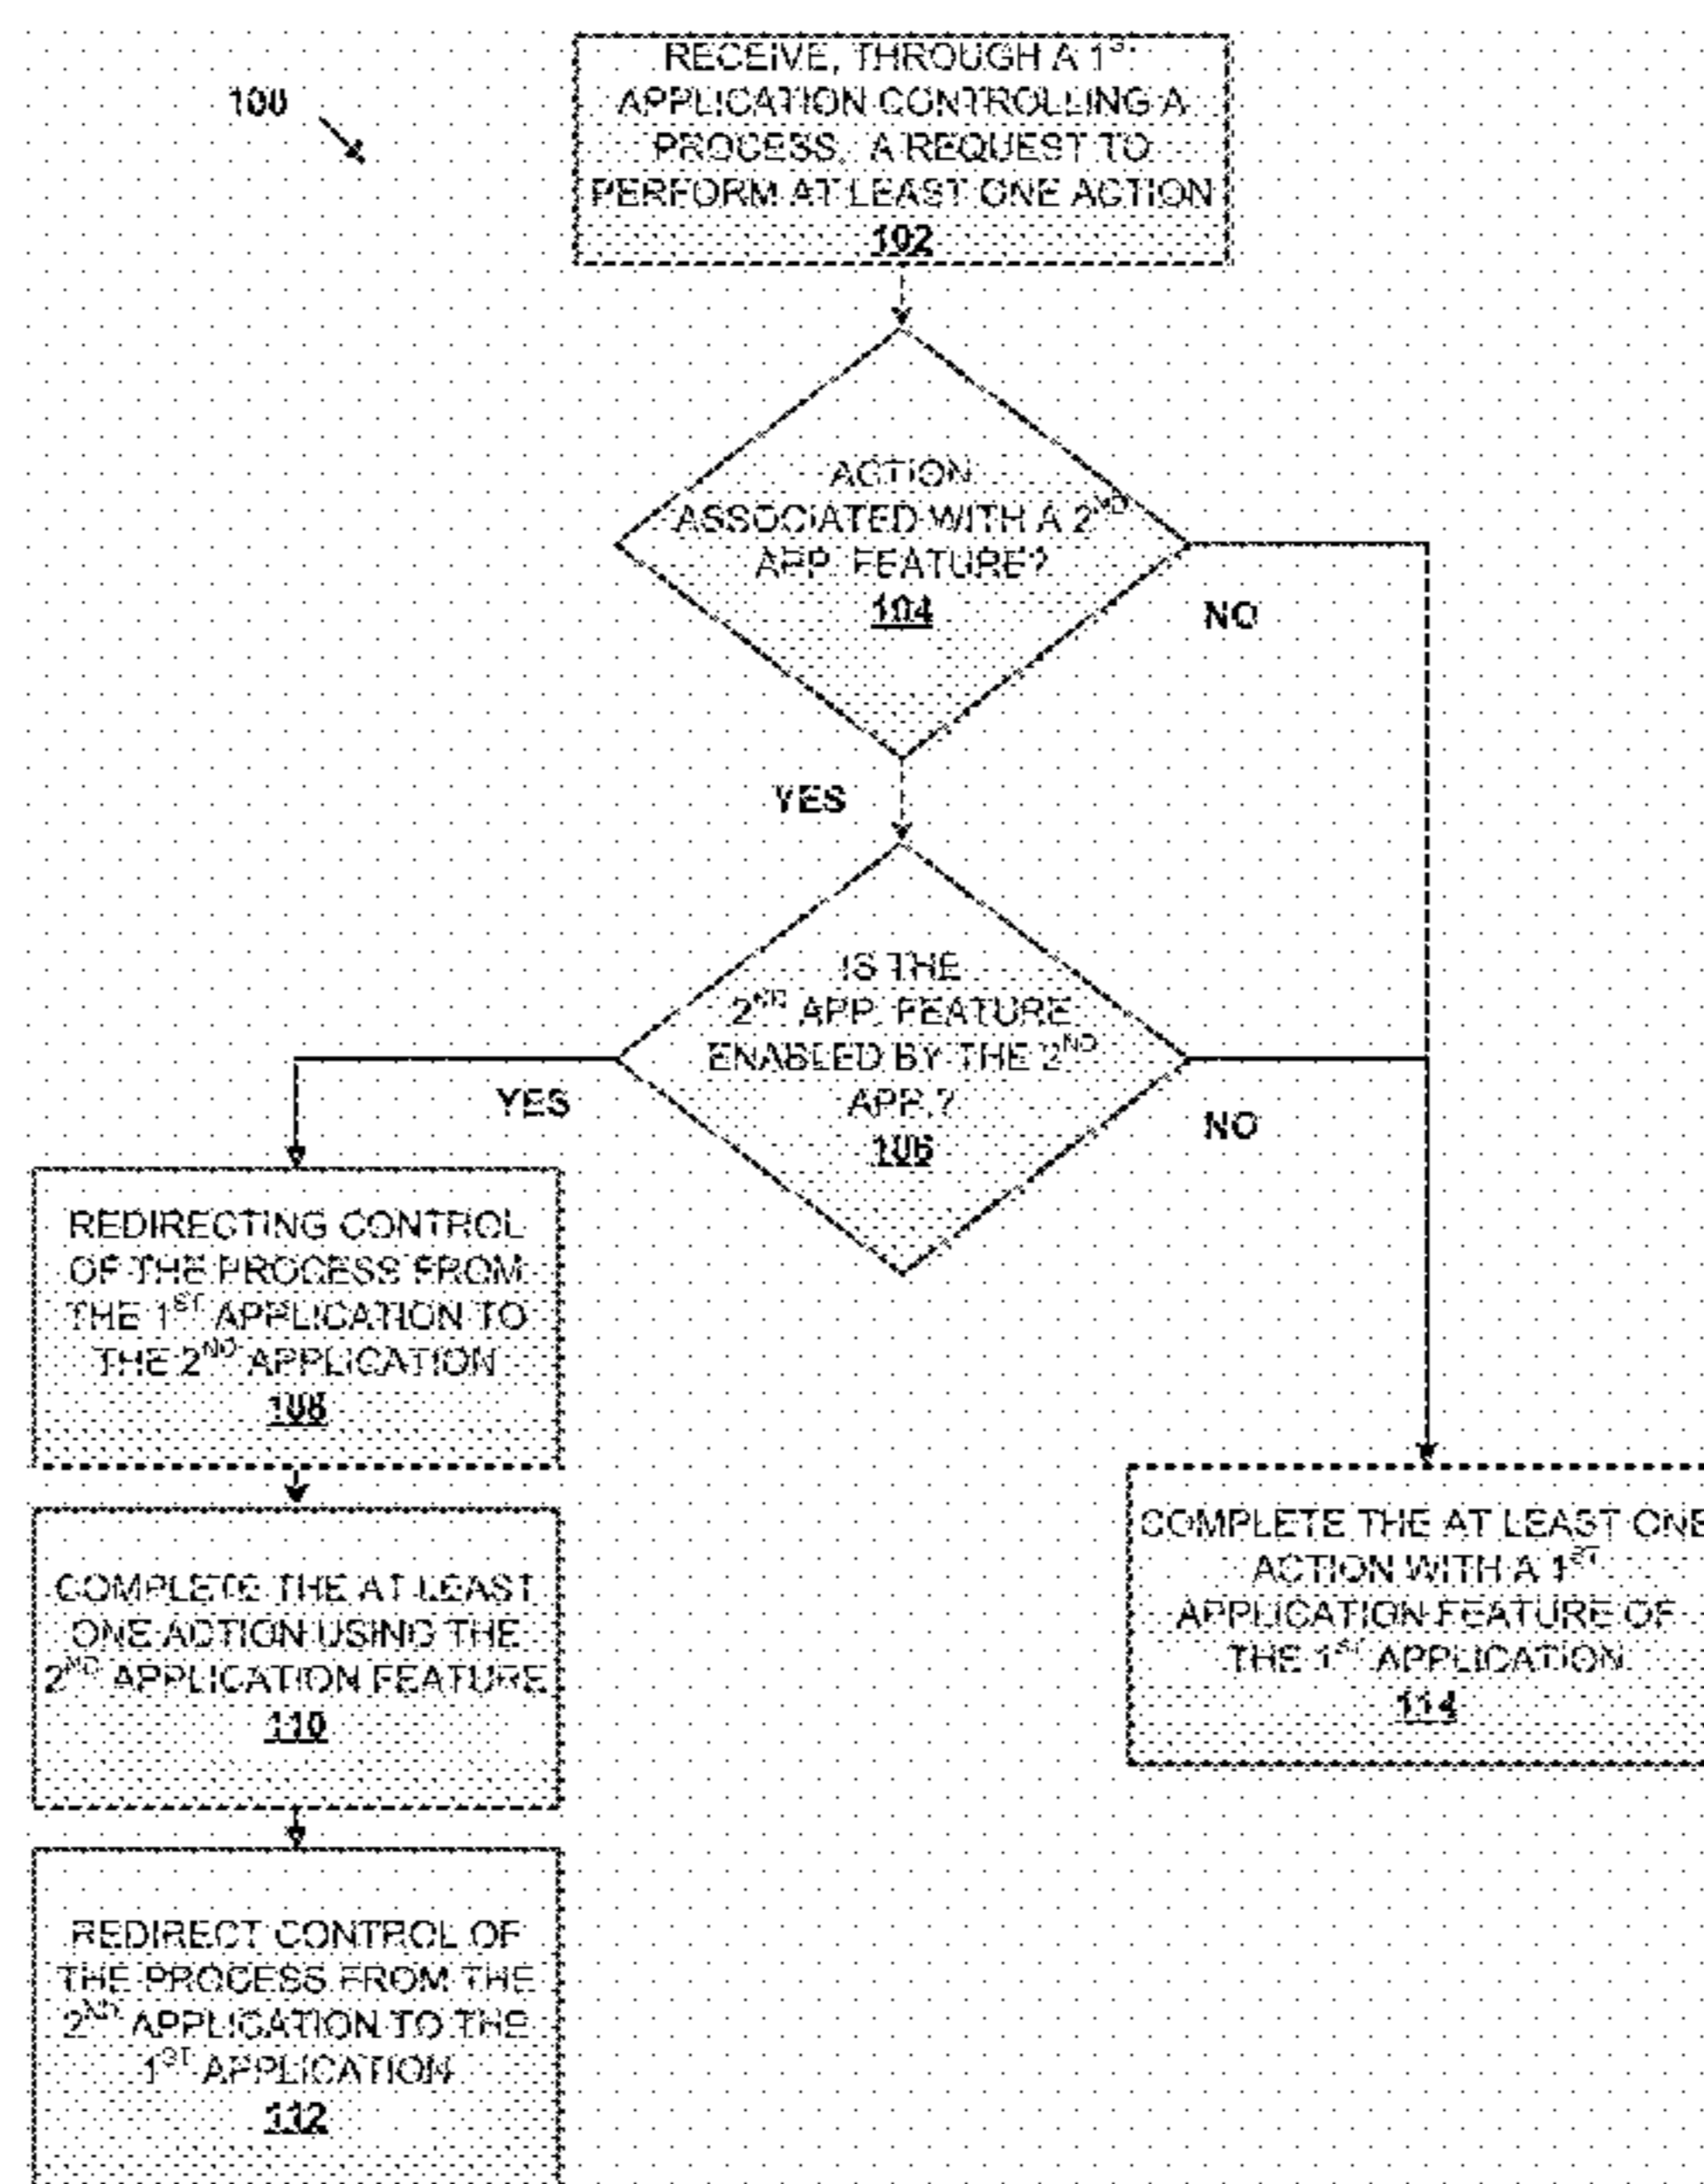 100
RECEIVE, THROUGH A 1ST
APPLICATION CONTROLLING A
PROCESS, A REQUEST TO
PERFORM AT LEAST ONE ACTION
102
ACTION
ASSOCIATED WITH A 2ND
APP. FEATURE?
104
NO
YES
IS THE
2ND APP. FEATURE
ENABLED BY THE 2ND
APP.?
106
YES
NO
REDIRECTING CONTROL
OF THE PROCESS FROM
THE 1ST APPLICATION TO
THE 2ND APPLICATION
108
COMPLETE THE AT LEAST
ONE ACTION USING THE
2ND APPLICATION FEATURE
110
REDIRECT CONTROL OF
THE PROCESS FROM THE
2ND APPLICATION TO THE
1ST APPLICATION
112
COMPLETE THE AT LEAST ONE
ACTION WITH A 1ST
APPLICATION FEATURE OF
THE 1ST APPLICATION
114